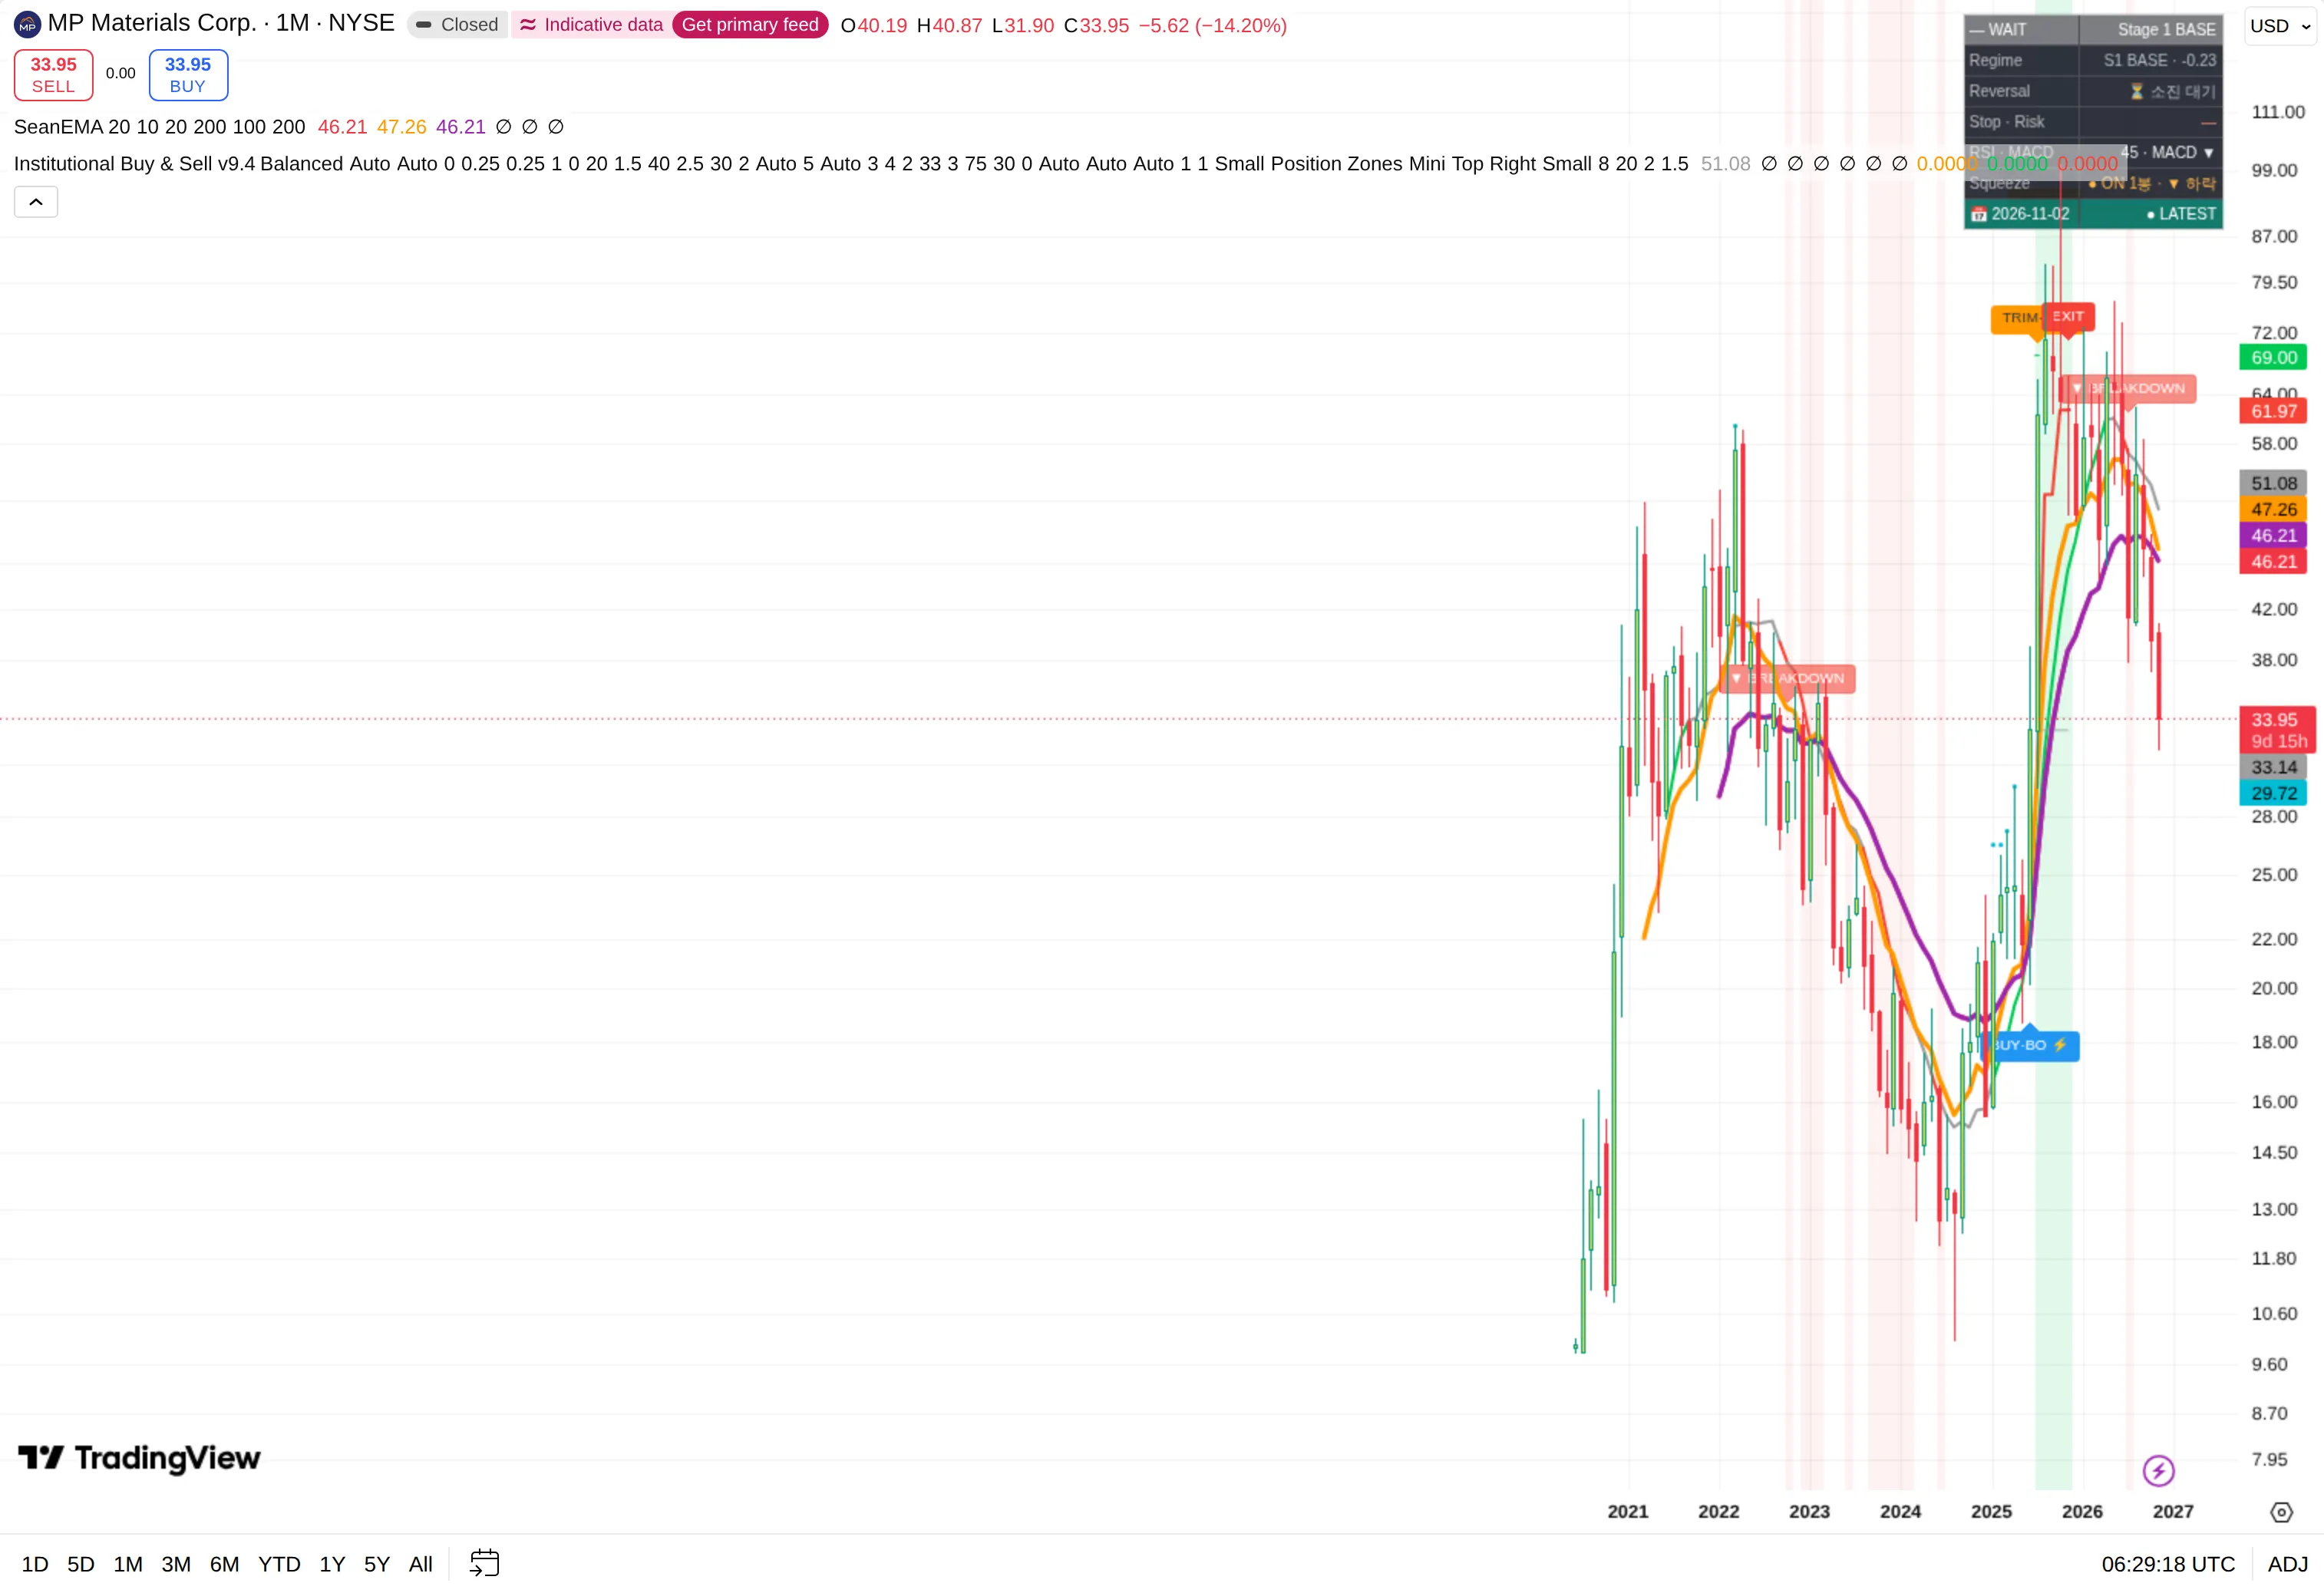 MP Materials Corp. · 1M · NYSE Closed Indicative data Get primary feed O40.19 H40.87 L31.90 C33.95 −5.62 (−14.20%)
33.95 SELL
0.00
33.95 BUY
SeanEMA 20 10 20 200 100 200 46.21 47.26 46.21 ∅ ∅ ∅
Institutional Buy & Sell v9.4 Balanced Auto Auto 0 0.25 0.25 1 0 20 1.5 40 2.5 30 2 Auto 5 Auto 3 4 2 33 3 75 30 0 Auto Auto Auto 1 1 Small Position Zones Mini Top Right Small 8 20 2 1.5 51.08 ∅ ∅ ∅ ∅ ∅ ∅ 0.0000 0.0000 0.0000
— WAIT Stage 1 BASE
Regime S1 BASE · -0.23
Reversal ⏳ 소진 대기
Stop · Risk —
RSI · MACD 45 · MACD ▼
Squeeze ● ON 1봉 · ▼ 하락
📅 2026-11-02 ● LATEST
USD
111.00
99.00
87.00
79.50
72.00
69.00
64.00
61.97
58.00
51.08
47.26
46.21
46.21
42.00
38.00
33.95
9d 15h
33.14
29.72
28.00
25.00
22.00
20.00
18.00
16.00
14.50
13.00
11.80
10.60
9.60
8.70
7.95
TRIM
EXIT
▼ BREAKDOWN
▼ BREAKDOWN
BUY-BO ⚡
TradingView
2021 2022 2023 2024 2025 2026 2027
1D 5D 1M 3M 6M YTD 1Y 5Y All
06:29:18 UTC ADJ